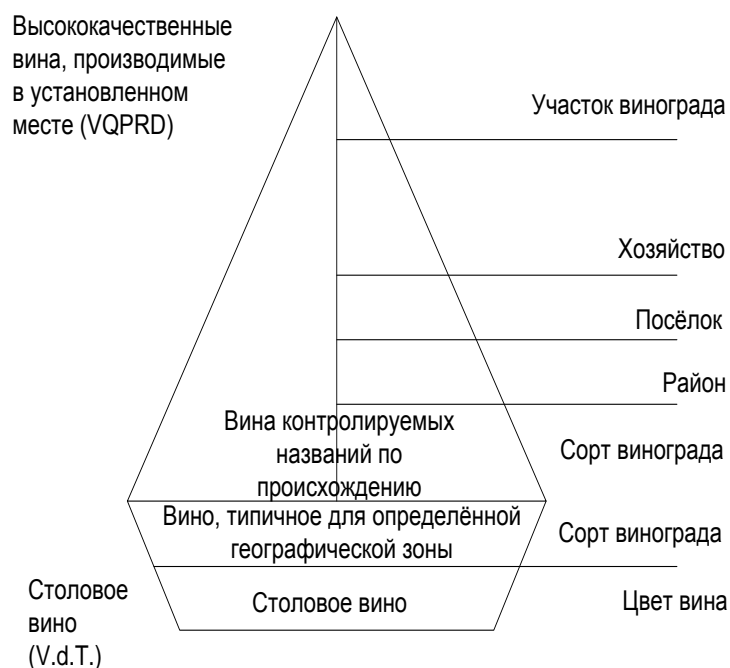 Высококачественные
вина, производимые
в установленном
месте (VQPRD)
Участок винограда
Хозяйство
Посёлок
Район
Вина контролируемых
названий по
происхождению
Сорт винограда
Вино, типичное для определённой
географической зоны
Сорт винограда
Столовое
вино
(V.d.T.)
Столовое вино
Цвет вина